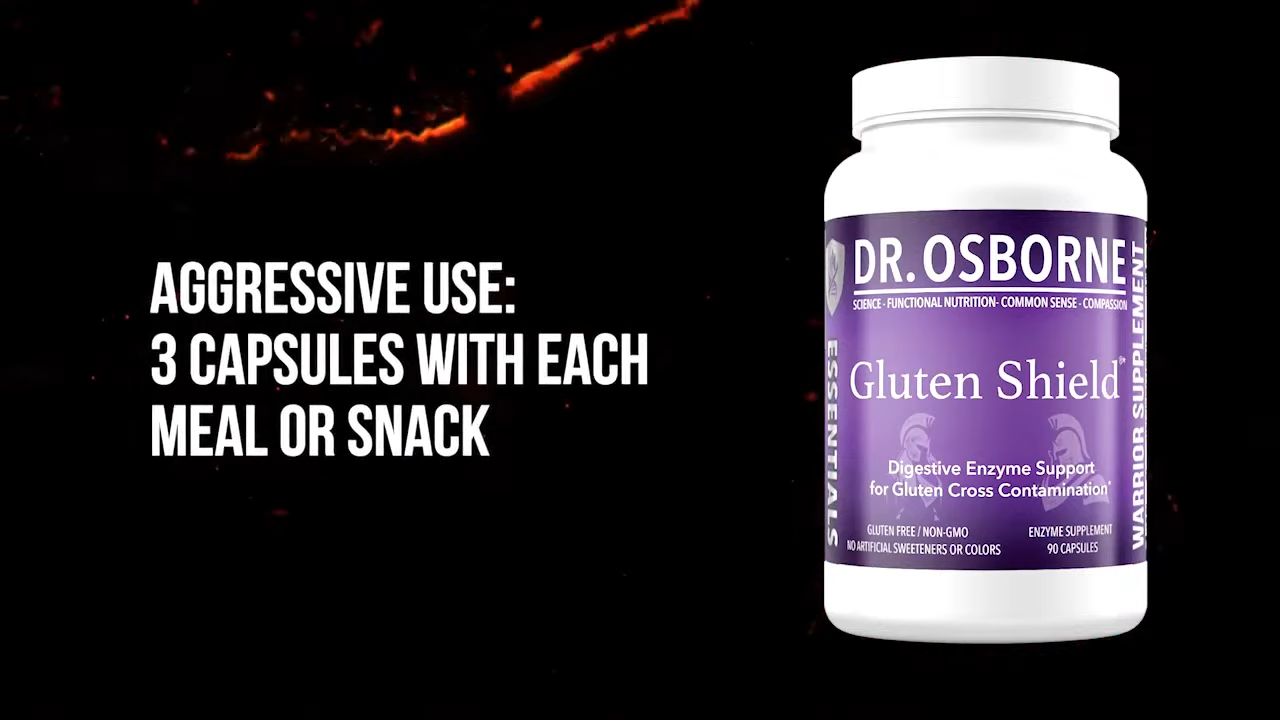 AGGRESSIVE USE:
3 CAPSULES WITH EACH
MEAL OR SNACK
DR. OSBORNE
SCIENCE - FUNCTIONAL NUTRITION- COMMON SENSE - COMPASSION
ESSENTIALS
Gluten Shield
WARRIOR SUPPLEMENT
Digestive Enzyme Support
for Gluten Cross Contamination*
GLUTEN FREE / NON-GMO
NO ARTIFICIAL SWEETENERS OR COLORS
ENZYME SUPPLEMENT
90 CAPSULES